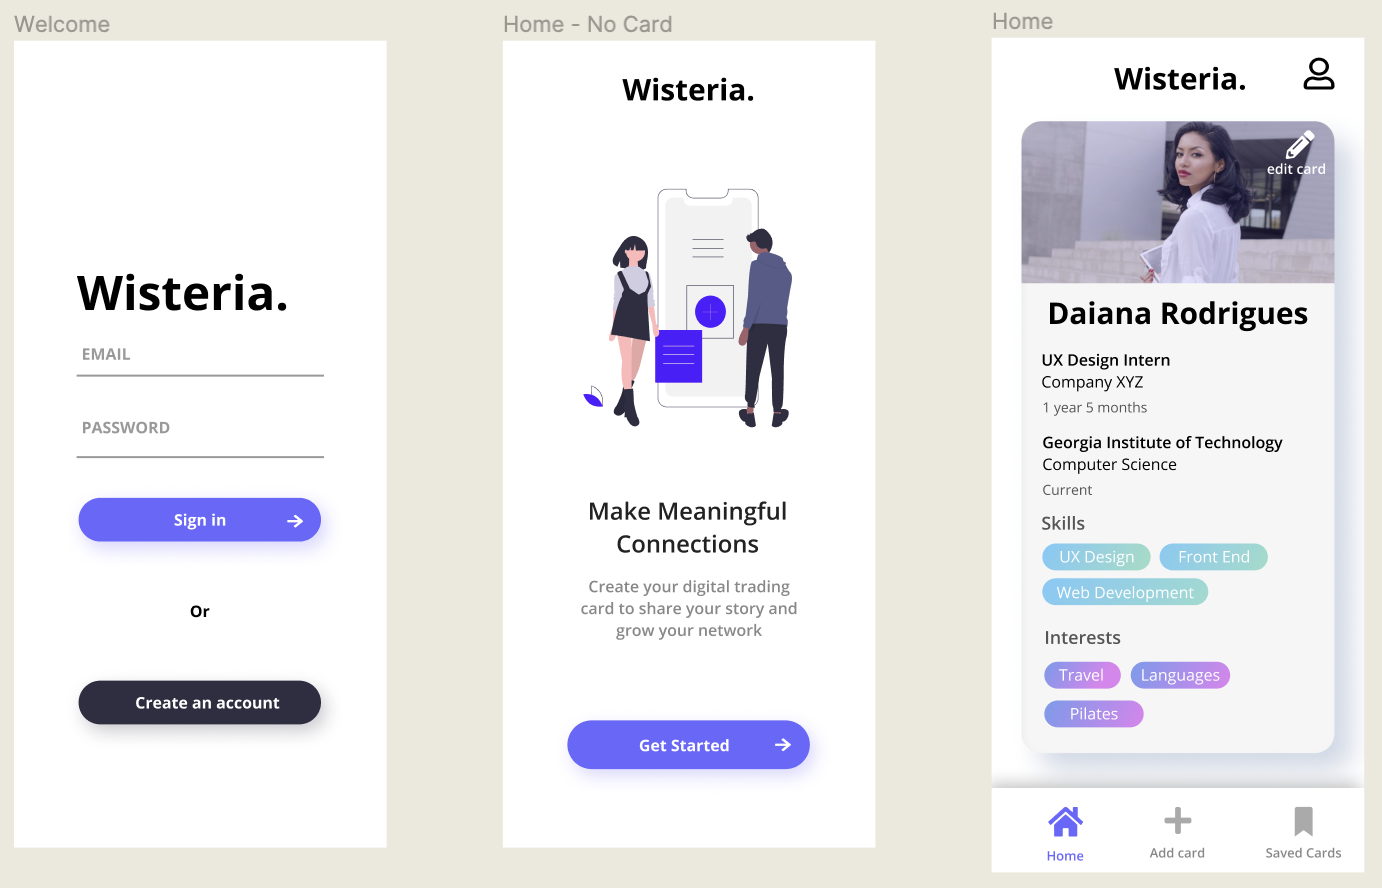 Welcome
Wisteria.
EMAIL
PASSWORD
Sign in
Or
Create an account
Home - No Card
Wisteria.
Make Meaningful
Connections
Create your digital trading
card to share your story and
grow your network
Get Started
Home
Wisteria.
edit card
Daiana Rodrigues
UX Design Intern
Company XYZ
1 year 5 months
Georgia Institute of Technology
Computer Science
Current
Skills
UX Design Front End
Web Development
Interests
Travel Languages
Pilates
Home Add card Saved Cards